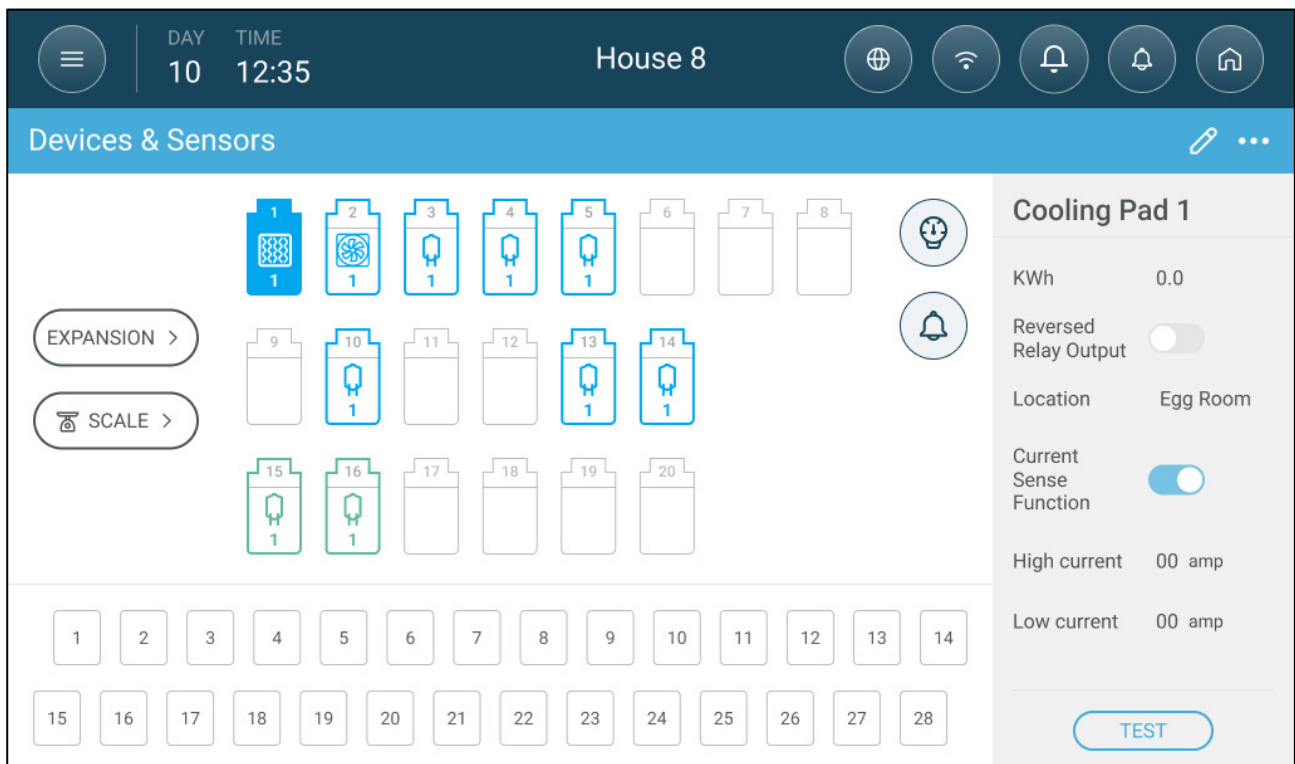 DAY TIME
10 12:35 House 8
Devices & Sensors
1 2 3 4 5 6 7 8
1 1 1 1 1
EXPANSION >
9 10 11 12 13 14
1 1 1
SCALE >
15 16 17 18 19 20
1 1
1 2 3 4 5 6 7 8 9 10 11 12 13 14
15 16 17 18 19 20 21 22 23 24 25 26 27 28
Cooling Pad 1
KWh 0.0
Reversed
Relay Output
Location Egg Room
Current
Sense
Function
High current 00 amp
Low current 00 amp
TEST